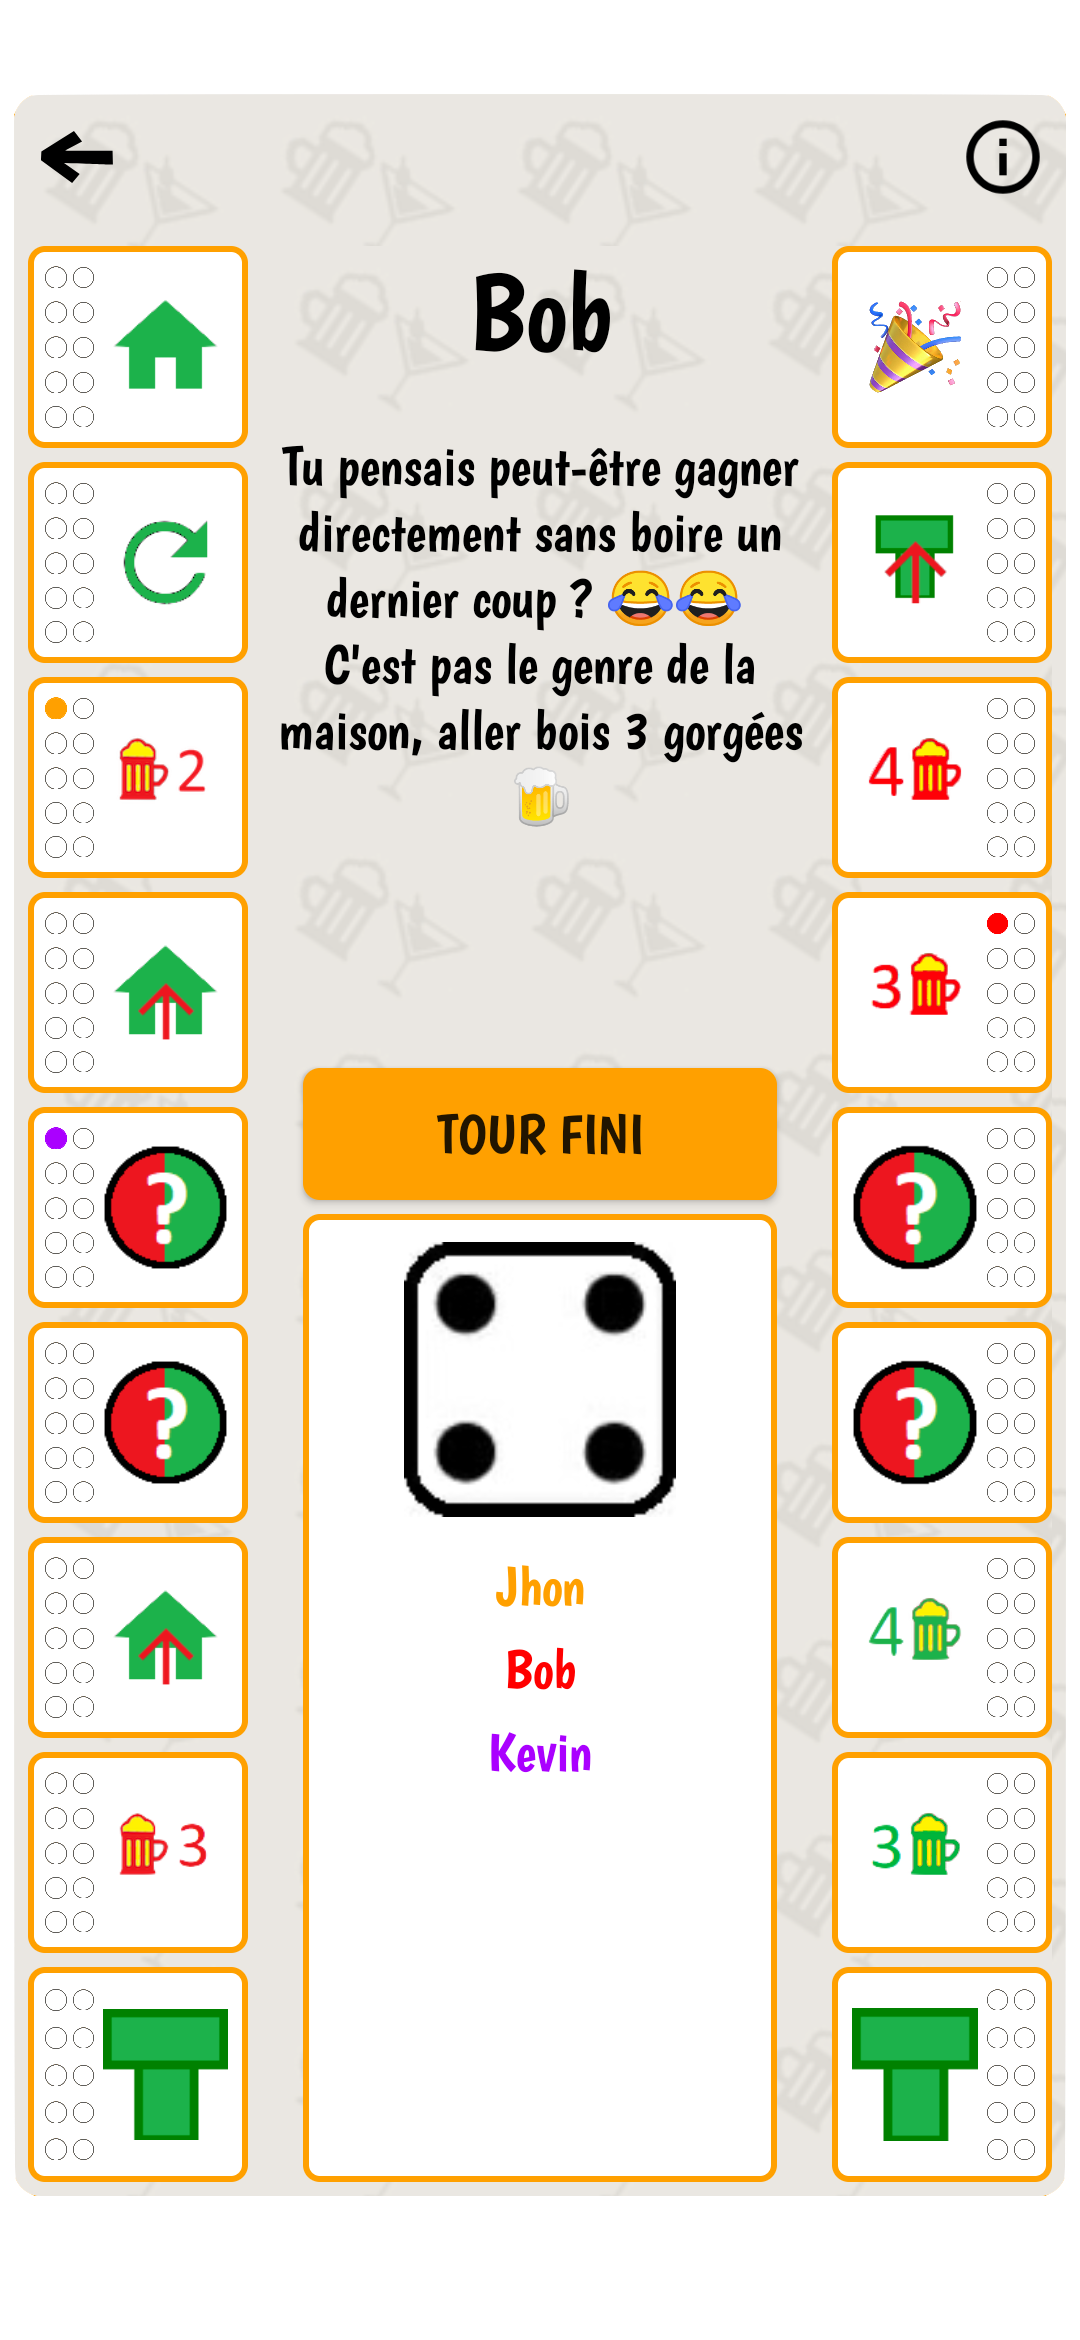 Bob
Tu pensais peut-être gagner
directement sans boire un
dernier coup ? 😂😂
C'est pas le genre de la
maison, aller bois 3 gorgées
🍺
2
4
3
?
?
?
?
4
3
3
TOUR FINI
Jhon
Bob
Kevin